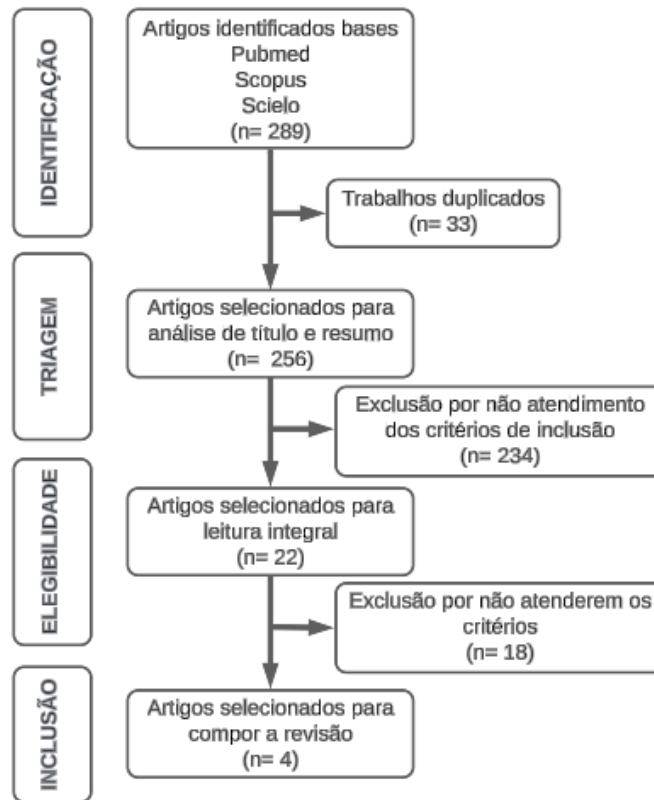 IDENTIFICAÇÃO
Artigos identificados bases
Pubmed
Scopus
Scielo
(n= 289)
Trabalhos duplicados
(n= 33)
TRIAGEM
Artigos selecionados para
análise de título e resumo
(n=  256)
Exclusão por não atendimento
dos critérios de inclusão
(n= 234)
ELEGIBILIDADE
Artigos selecionados para
leitura integral
(n= 22)
Exclusão por não atenderem os
critérios
(n= 18)
INCLUSÃO
Artigos selecionados para
compor a revisão
(n= 4)